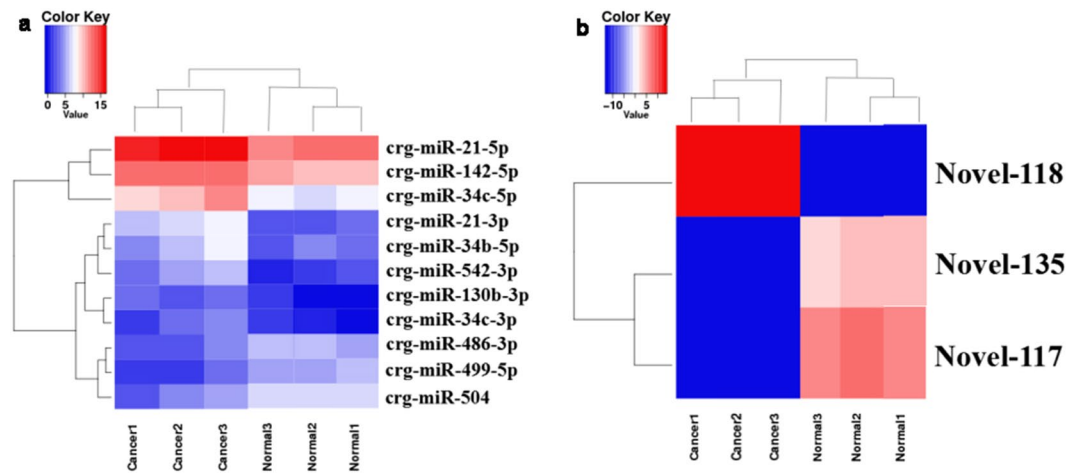 a
Color Key
0 5 15
Value
crg-miR-21-5p
crg-miR-142-5p
crg-miR-34c-5p
crg-miR-21-3p
crg-miR-34b-5p
crg-miR-542-3p
crg-miR-130b-3p
crg-miR-34c-3p
crg-miR-486-3p
crg-miR-499-5p
crg-miR-504
Cancer1
Cancer2
Cancer3
Normal3
Normal2
Normal1
b
Color Key
-10 5
Value
Novel-118
Novel-135
Novel-117
Cancer1
Cancer2
Cancer3
Normal3
Normal2
Normal1